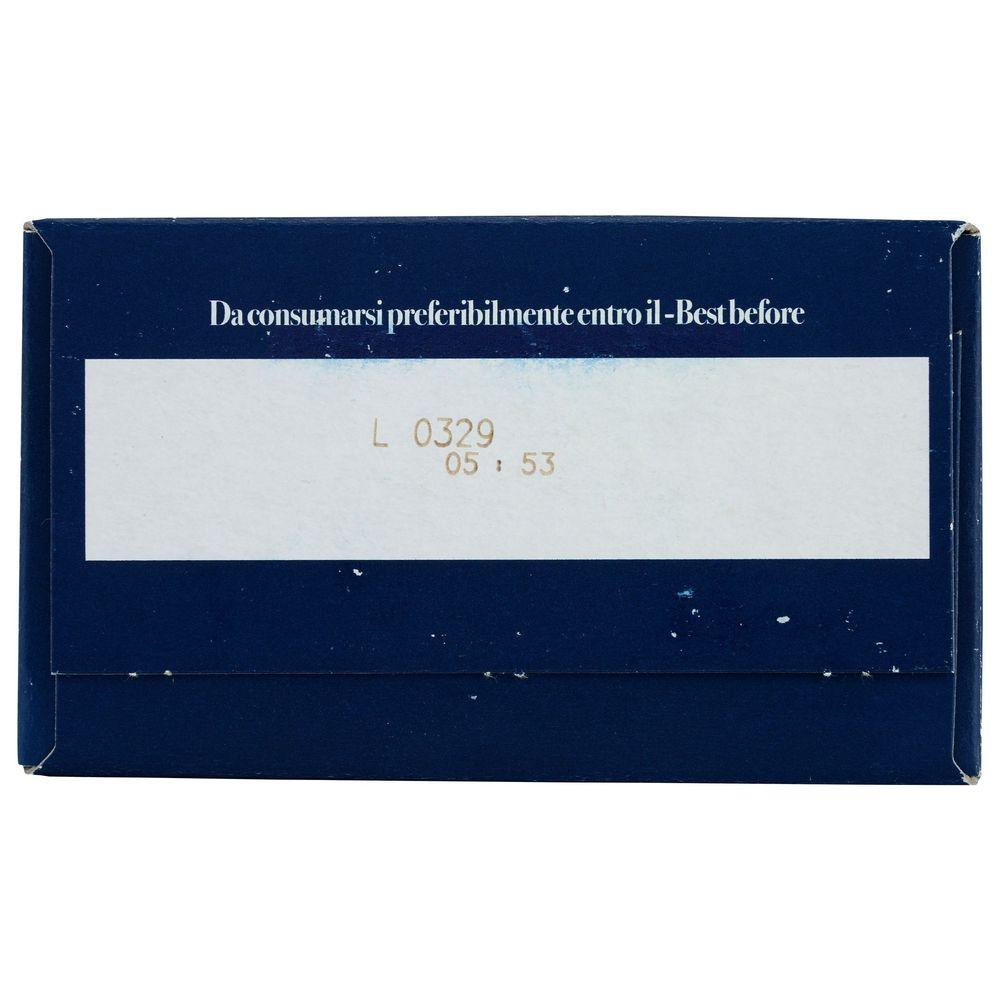 Da consumarsi preferibilmente entro il - Best before
L 0329
05 : 53